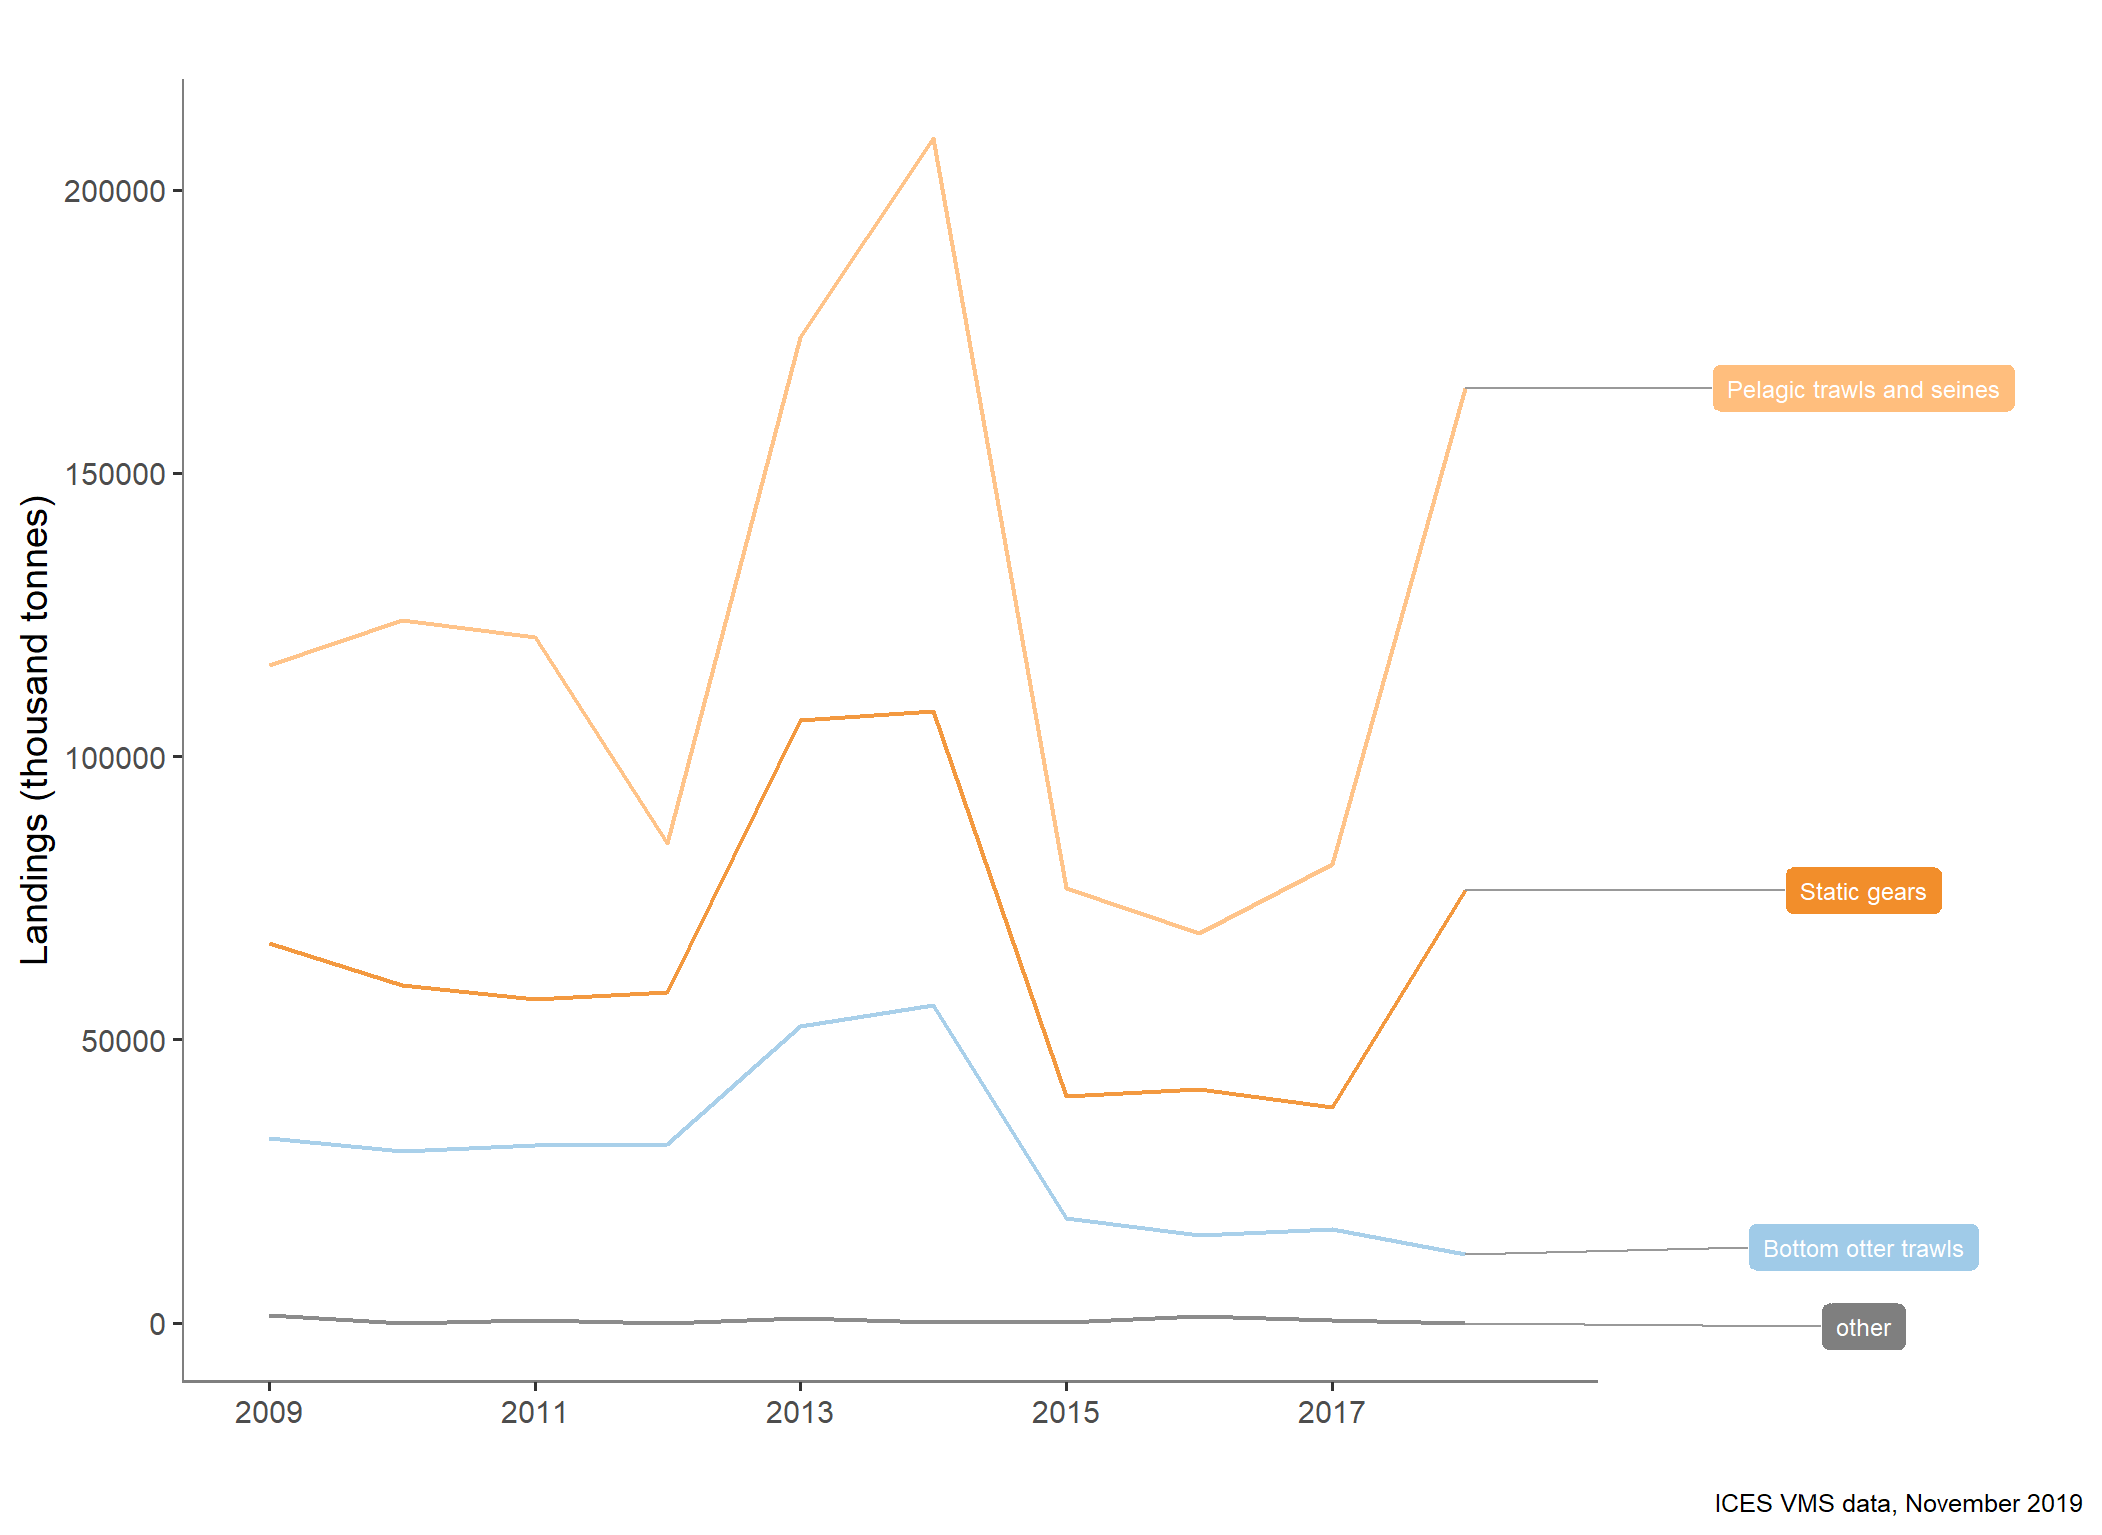 Landings (thousand tonnes)
200000
150000
100000
50000
0
2009
2011
2013
2015
2017
Pelagic trawls and seines
Static gears
Bottom otter trawls
other
ICES VMS data, November 2019